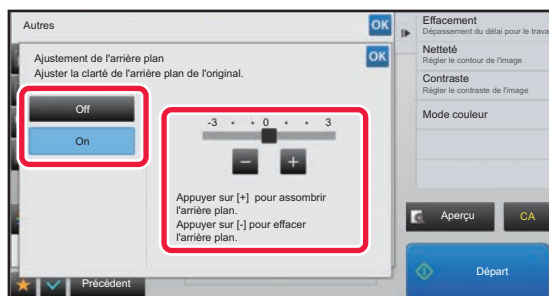 Autres
OK
Ajustement de l'arrière plan
Ajuster la clarté de l'arrière plan de l'original.
OK
Off
On
-3 • • 0 • • 3
− +
Appuyer sur [+] pour assombrir
l'arrière plan.
Appuyer sur [-] pour effacer
l'arrière plan.
Précédent
Effacement
Dépassement du délai pour le trava
Netteté
Régler le contour de l'image
Contraste
Régler le contraste de l'image
Mode couleur
Aperçu
CA
Départ